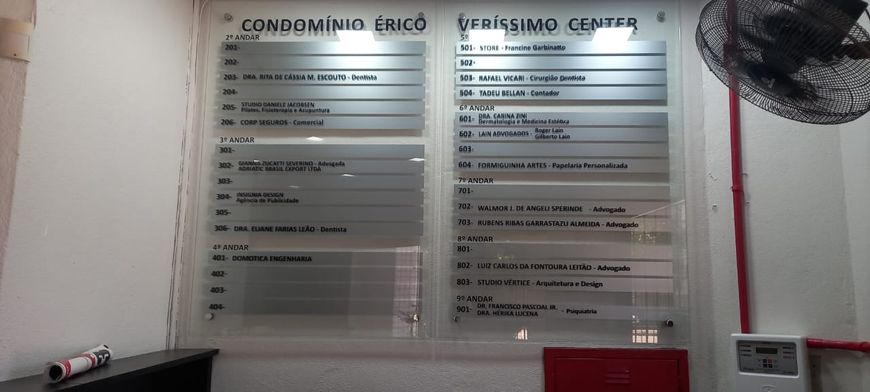 CONDOMÍNIO ÉRICO VERÍSSIMO CENTER
2º ANDAR
201-
202-
203- DRA. RITA DE CÁSSIA M. ESCOUTO - Dentista
204-
205- STUDIO DANIELE JACOBSEN
Pilates, Fisioterapia e Acupuntura
206- CORP SEGUROS - Comercial
3º ANDAR
301-
302- ZUCATTI SEVERINO - Advogada
ADRIATIC BRASIL EXPORT LTDA
303-
304- INSIGNIA DESIGN
Agência de Publicidade
305-
306- DRA. ELIANE FARIAS LEÃO - Dentista
4º ANDAR
401- DOMOTICA ENGENHARIA
402-
403-
404-
5º
501- STORE - Francine Garbinatto
502-
503- RAFAEL VICARI - Cirurgião Dentista
504- TADEU BELLAN - Contador
6º ANDAR
601- DRA. CARINA ZINI
Dermatologia e Medicina Estética
602- LAIN ADVOGADOS - Roger Lain
Gilberto Lain
603-
604- FORMIGUINHA ARTES - Papelaria Personalizada
7º ANDAR
701-
702- WALMOR J. DE ANGELI SPERINDE - Advogado
703- RUBENS RIBAS GARRASTAZU ALMEIDA - Advogado
8º ANDAR
801-
802- LUIZ CARLOS DA FONTOURA LEITÃO - Advogado
803- STUDIO VÉRTICE - Arquitetura e Design
9º ANDAR
901- DR. FRANCISCO PASCOAL JR.
DRA. HÉRIKA LUCENA - Psiquiatria